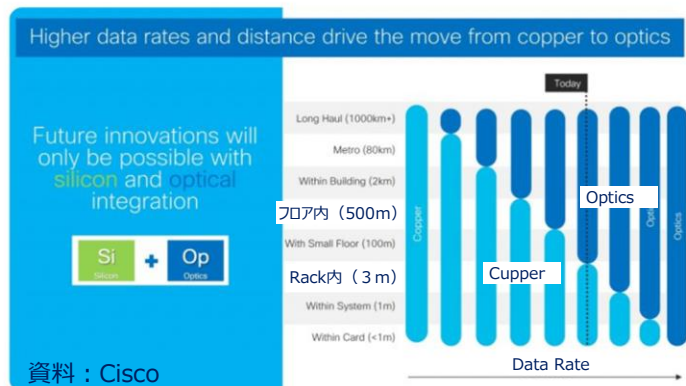 Higher data rates and distance drive the move from copper to optics
Future innovations will
only be possible with
silicon and optical
integration
Si
Silicon
+
Op
Optics
資料：Cisco
Today
Long Haul (1000km+)
Metro (80km)
Within Building (2km)
フロア内（500m）
With Small Floor (100m)
Rack内（３ｍ）
Within System (1m)
Within Card (<1m)
Copper
Cupper
Optics
Optics
Data Rate